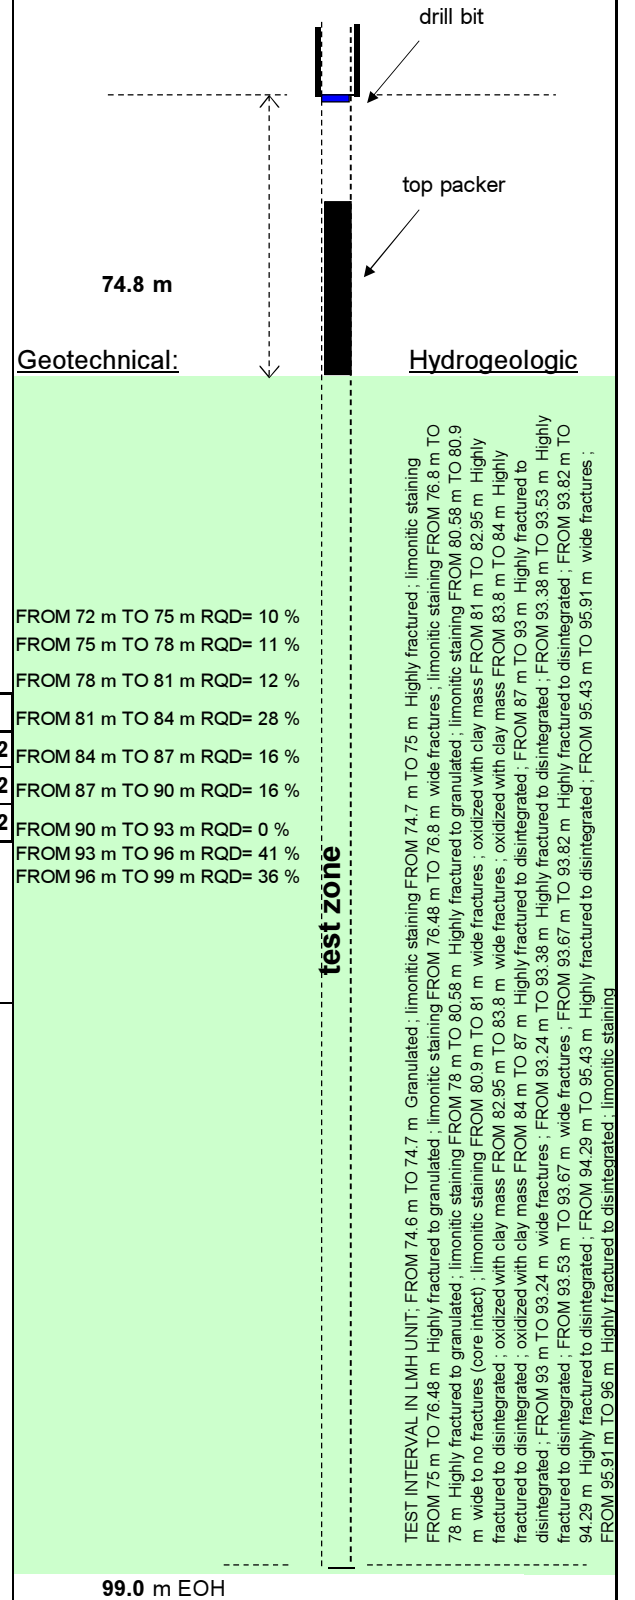 drill bit
top packer
74.8 m
Geotechnical:
Hydrogeologic
FROM 72 m TO 75 m RQD= 10 %
FROM 75 m TO 78 m RQD= 11 %
FROM 78 m TO 81 m RQD= 12 %
FROM 81 m TO 84 m RQD= 28 %
2
FROM 84 m TO 87 m RQD= 16 %
2
FROM 87 m TO 90 m RQD= 16 %
2
FROM 90 m TO 93 m RQD= 0 %
FROM 93 m TO 96 m RQD= 41 %
FROM 96 m TO 99 m RQD= 36 %
test zone
TEST INTERVAL IN LMH UNIT; FROM 74.6 m TO 74.7 m Granulated ; limonitic staining FROM 74.7 m TO 75 m Highly fractured ; limonitic staining
FROM 75 m TO 76.48 m Highly fractured to granulated ; limonitic staining FROM 76.48 m TO 76.8 m wide fractures ; limonitic staining FROM 76.8 m TO
78 m Highly fractured to granulated ; limonitic staining FROM 78 m TO 80.58 m Highly fractured to granulated ; limonitic staining FROM 80.58 m TO 80.9
m wide to no fractures (core intact) ; limonitic staining FROM 80.9 m TO 81 m wide fractures ; oxidized with clay mass FROM 81 m TO 82.95 m Highly
fractured to disintegrated ; oxidized with clay mass FROM 82.95 m TO 83.8 m wide fractures ; oxidized with clay mass FROM 83.8 m TO 84 m Highly
fractured to disintegrated ; oxidized with clay mass FROM 84 m TO 87 m Highly fractured to disintegrated ; FROM 87 m TO 93 m Highly fractured to
disintegrated ; FROM 93 m TO 93.24 m wide fractures ; FROM 93.24 m TO 93.38 m Highly fractured to disintegrated ; FROM 93.38 m TO 93.53 m Highly
fractured to disintegrated ; FROM 93.53 m TO 93.67 m wide fractures ; FROM 93.67 m TO 93.82 m Highly fractured to disintegrated ; FROM 93.82 m TO
94.29 m Highly fractured to disintegrated ; FROM 94.29 m TO 95.43 m Highly fractured to disintegrated ; FROM 95.43 m TO 95.91 m wide fractures ;
FROM 95.91 m TO 96 m Highly fractured to disintegrated ; limonitic staining
99.0 m EOH